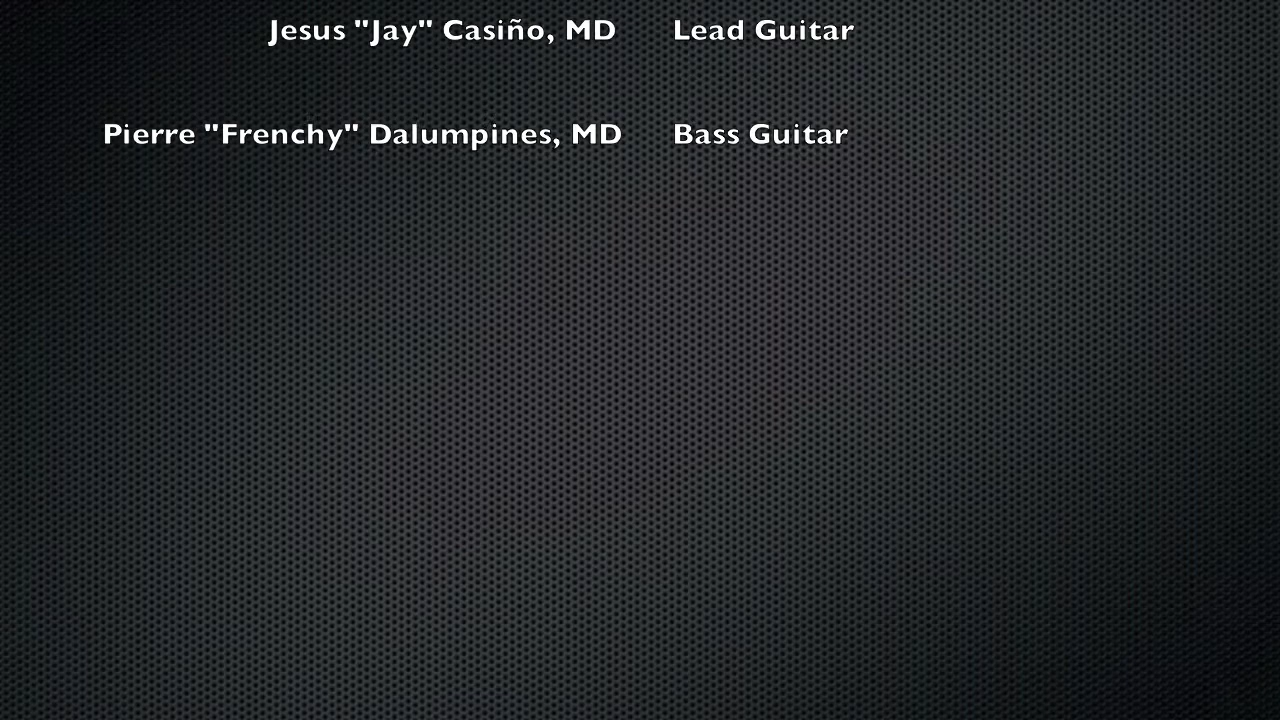 Jesus "Jay" Casiño, MD Lead Guitar
Pierre "Frenchy" Dalumpines, MD Bass Guitar